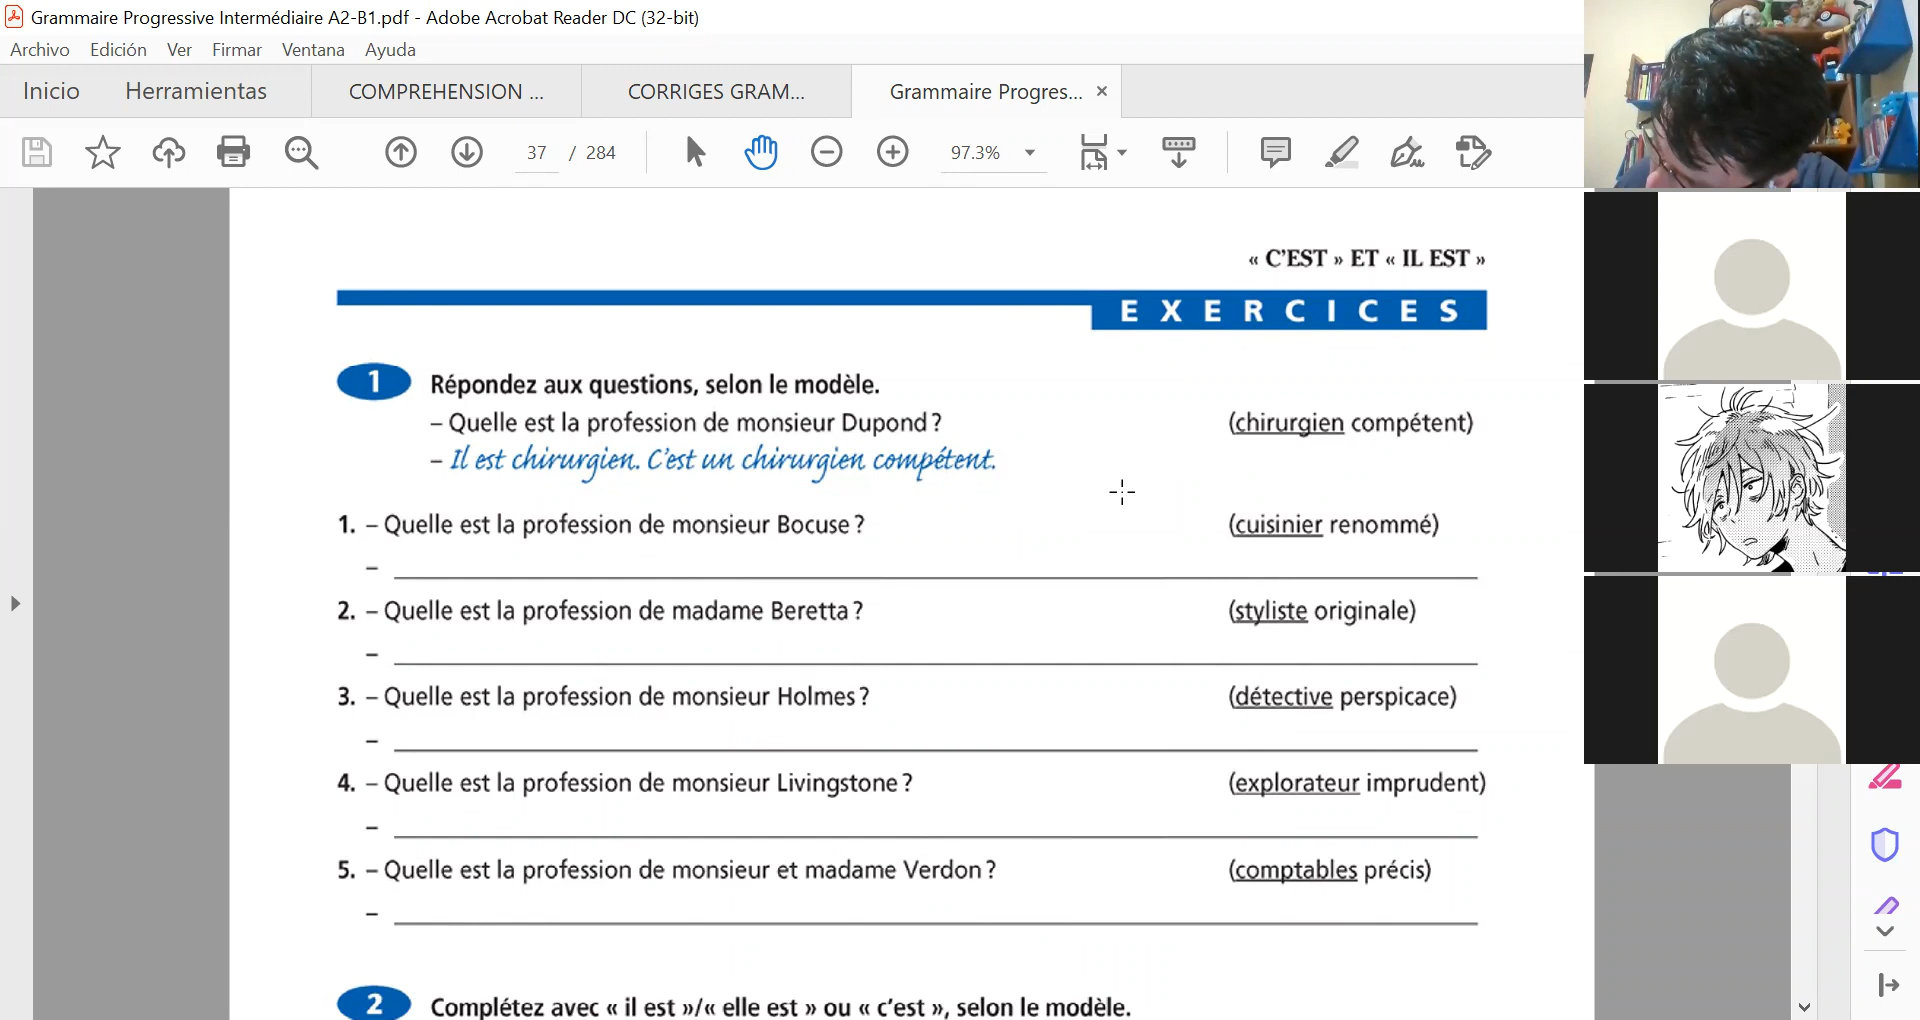 Grammaire Progressive Intermédiaire A2-B1.pdf - Adobe Acrobat Reader DC (32-bit)
Archivo Edición Ver Firmar Ventana Ayuda
Inicio Herramientas COMPREHENSION ... CORRIGES GRAM... Grammaire Progres... ×
37 / 284 97.3%
« C'EST » ET « IL EST »
EXERCICES
1 Répondez aux questions, selon le modèle.
– Quelle est la profession de monsieur Dupond ? (chirurgien compétent)
– Il est chirurgien. C'est un chirurgien compétent.
1. – Quelle est la profession de monsieur Bocuse ? (cuisinier renommé)
–
2. – Quelle est la profession de madame Beretta ? (styliste originale)
–
3. – Quelle est la profession de monsieur Holmes ? (détective perspicace)
–
4. – Quelle est la profession de monsieur Livingstone ? (explorateur imprudent)
–
5. – Quelle est la profession de monsieur et madame Verdon ? (comptables précis)
–
2 Complétez avec « il est »/« elle est » ou « c'est », selon le modèle.